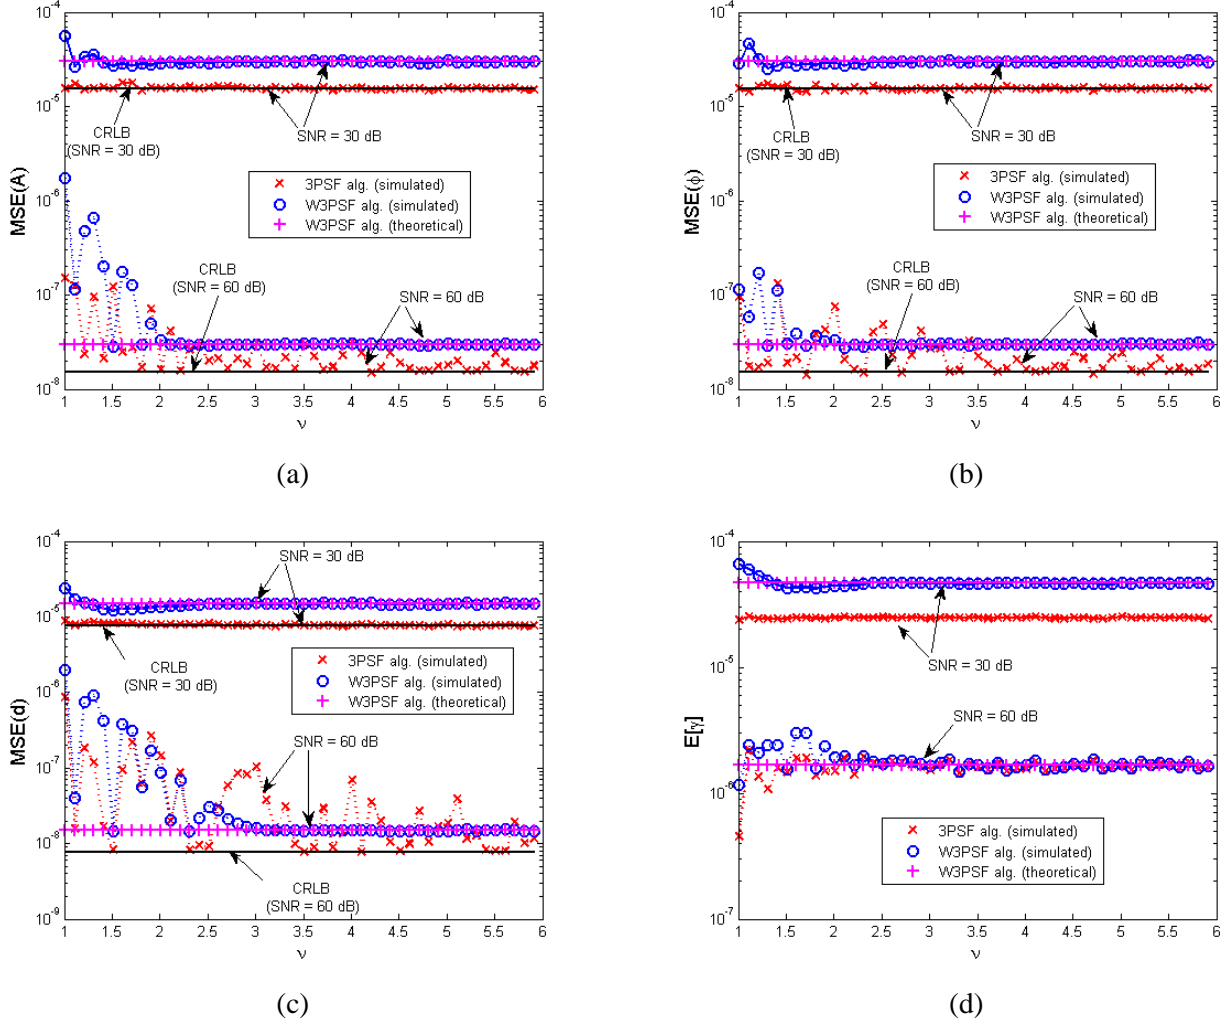 10^-4
10^-5
10^-6
10^-7
10^-8
MSE(A)
CRLB
(SNR = 30 dB)
SNR = 30 dB
3PSF alg. (simulated)
W3PSF alg. (simulated)
W3PSF alg. (theoretical)
CRLB
(SNR = 60 dB)
SNR = 60 dB
1 1.5 2 2.5 3 3.5 4 4.5 5 5.5 6
ν
(a)
10^-4
10^-5
10^-6
10^-7
10^-8
MSE(ϕ)
CRLB
(SNR = 30 dB)
SNR = 30 dB
3PSF alg. (simulated)
W3PSF alg. (simulated)
W3PSF alg. (theoretical)
CRLB
(SNR = 60 dB)
SNR = 60 dB
1 1.5 2 2.5 3 3.5 4 4.5 5 5.5 6
ν
(b)
10^-4
10^-5
10^-6
10^-7
10^-8
10^-9
MSE(d)
SNR = 30 dB
CRLB
(SNR = 30 dB)
3PSF alg. (simulated)
W3PSF alg. (simulated)
W3PSF alg. (theoretical)
SNR = 60 dB
CRLB
(SNR = 60 dB)
1 1.5 2 2.5 3 3.5 4 4.5 5 5.5 6
ν
(c)
10^-4
10^-5
10^-6
10^-7
E[γ]
SNR = 30 dB
SNR = 60 dB
3PSF alg. (simulated)
W3PSF alg. (simulated)
W3PSF alg. (theoretical)
1 1.5 2 2.5 3 3.5 4 4.5 5 5.5 6
ν
(d)